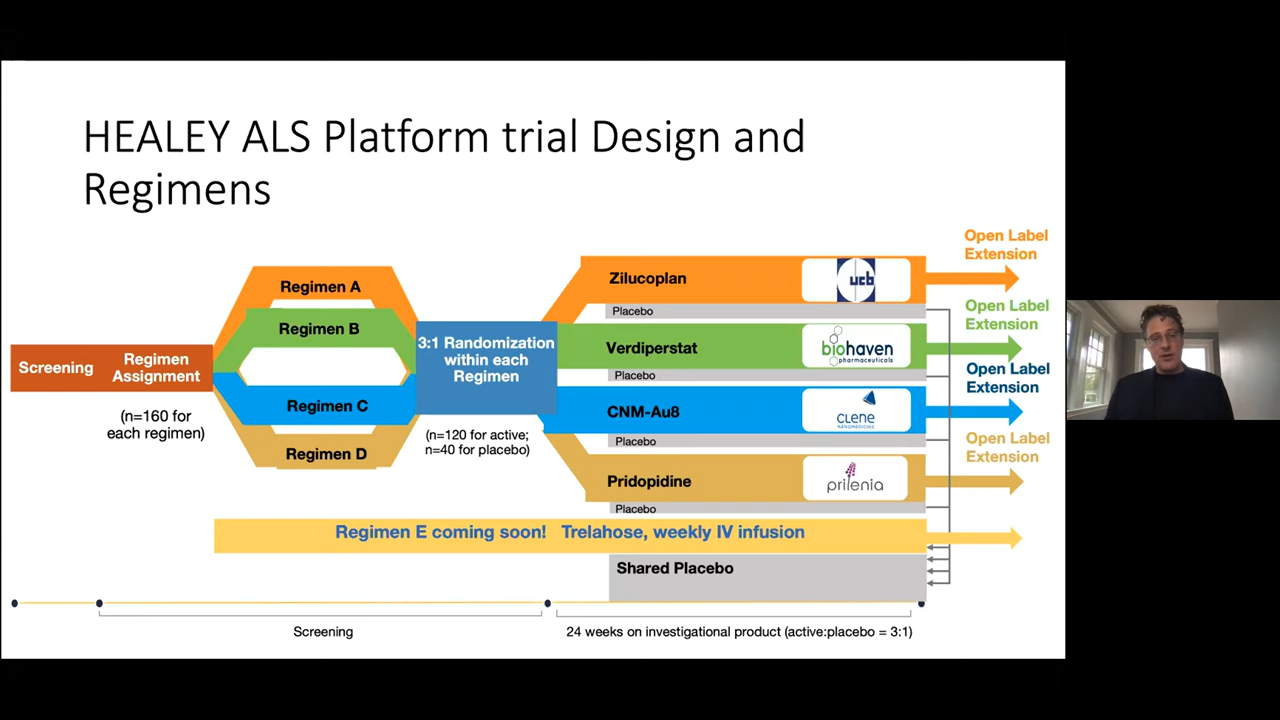 HEALEY ALS Platform trial Design and
Regimens
Screening
Regimen
Assignment
(n=160 for
each regimen)
Regimen A
Regimen B
Regimen C
Regimen D
3:1 Randomization
within each
Regimen
(n=120 for active;
n=40 for placebo)
Zilucoplan
ucb
Placebo
Open Label
Extension
Verdiperstat
biohaven
pharmaceuticals
Placebo
Open Label
Extension
CNM-Au8
CLENE
NANOMEDICINE
Placebo
Open Label
Extension
Pridopidine
prilenia
Placebo
Open Label
Extension
Regimen E coming soon! Trelahose, weekly IV infusion
Shared Placebo
Screening
24 weeks on investigational product (active:placebo = 3:1)